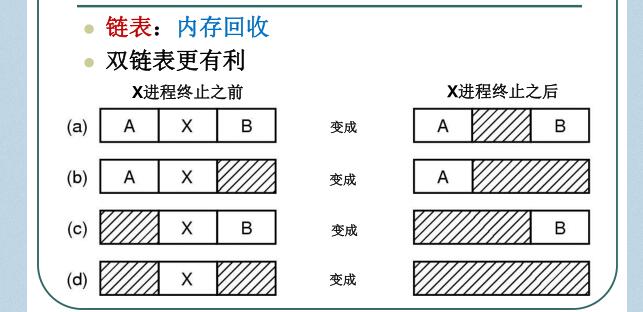 链表：内存回收
双链表更有利
X进程终止之前 X进程终止之后
(a) A X B 变成 A B
(b) A X 变成 A
(c) X B 变成 B
(d) X 变成